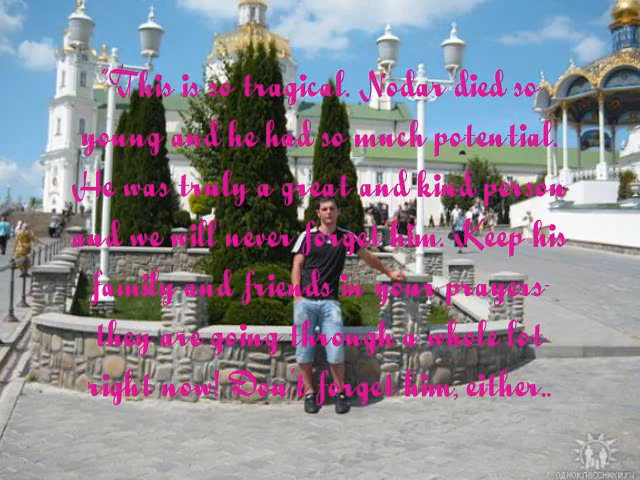 "This is so tragical. Nodar died so
young and he had so much potential.
He was truly a great and kind person
and we will never forget him. Keep his
family and friends in your prayers-
they are going through a whole lot
right now! Don't forget him, either..
одноклассники.ru